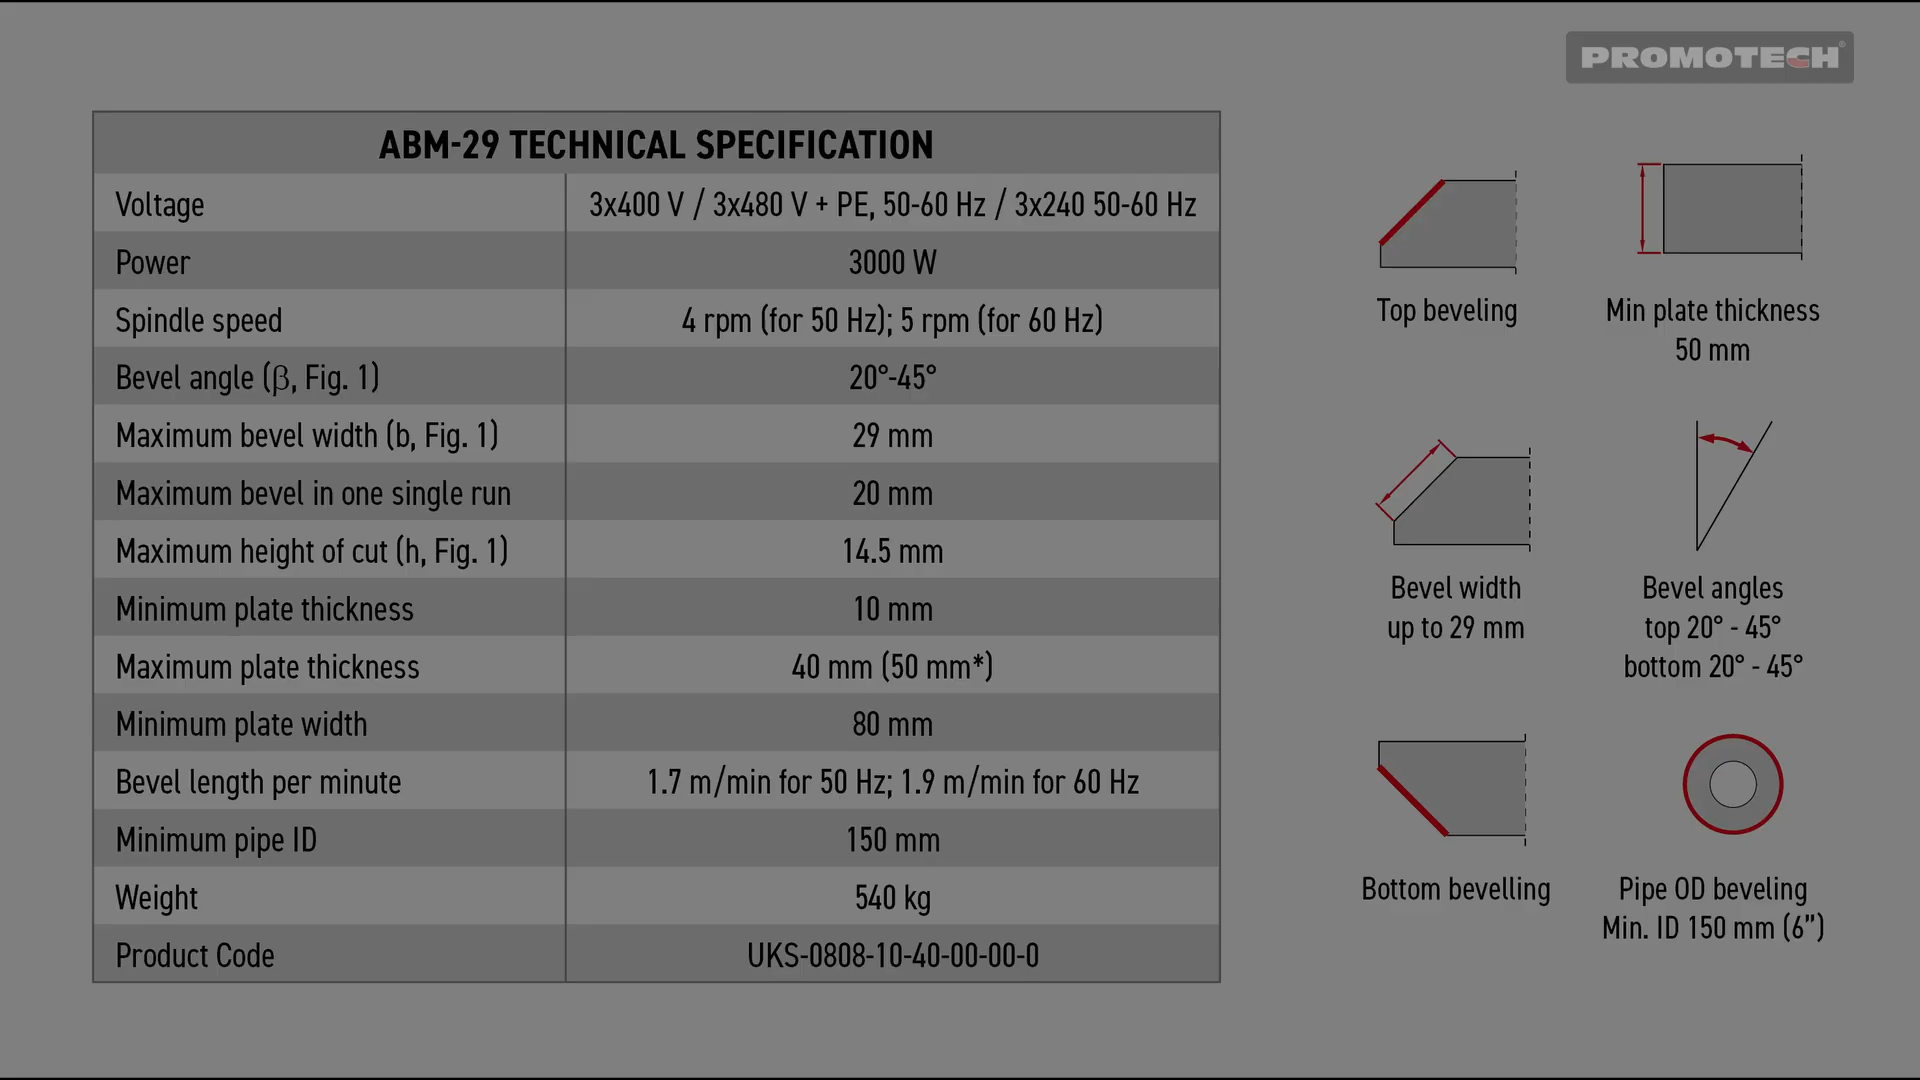 PROMOTECH®
ABM-29 TECHNICAL SPECIFICATION
Voltage 3x400 V / 3x480 V + PE, 50-60 Hz / 3x240 50-60 Hz
Power 3000 W
Spindle speed 4 rpm (for 50 Hz); 5 rpm (for 60 Hz)
Bevel angle (β, Fig. 1) 20°-45°
Maximum bevel width (b, Fig. 1) 29 mm
Maximum bevel in one single run 20 mm
Maximum height of cut (h, Fig. 1) 14.5 mm
Minimum plate thickness 10 mm
Maximum plate thickness 40 mm (50 mm*)
Minimum plate width 80 mm
Bevel length per minute 1.7 m/min for 50 Hz; 1.9 m/min for 60 Hz
Minimum pipe ID 150 mm
Weight 540 kg
Product Code UKS-0808-10-40-00-00-0
Top beveling
Min plate thickness
50 mm
Bevel width
up to 29 mm
Bevel angles
top 20° - 45°
bottom 20° - 45°
Bottom bevelling
Pipe OD beveling
Min. ID 150 mm (6”)